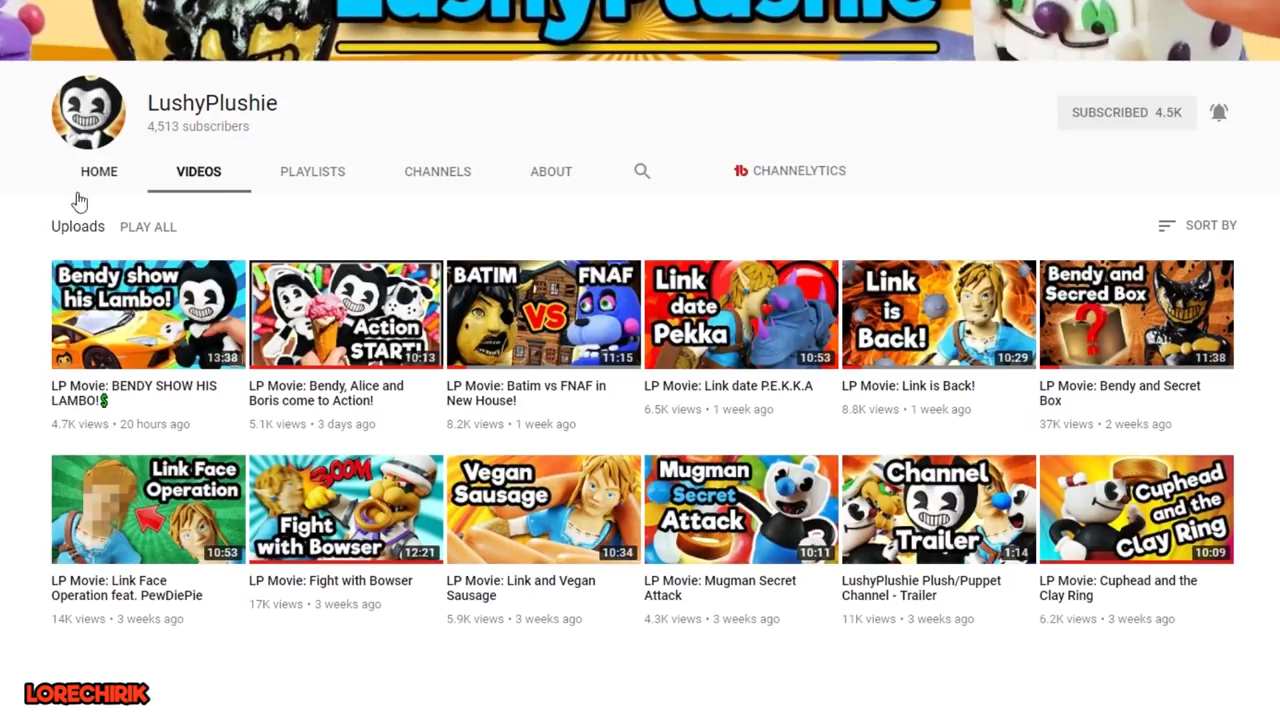 LushyPlushie
LushyPlushie
4,513 subscribers
SUBSCRIBED 4.5K
HOME VIDEOS PLAYLISTS CHANNELS ABOUT CHANNELYTICS
Uploads PLAY ALL
SORT BY
Bendy show
his Lambo!
13:38
Action
START!
10:13
BATIM VS FNAF
11:15
Link
date
Pekka
10:53
Link
is
Back!
10:29
Bendy and
Secred Box
?
11:38
LP Movie: BENDY SHOW HIS
LAMBO!
4.7K views • 20 hours ago
LP Movie: Bendy, Alice and
Boris come to Action!
5.1K views • 3 days ago
LP Movie: Batim vs FNAF in
New House!
8.2K views • 1 week ago
LP Movie: Link date P.E.K.K.A
6.5K views • 1 week ago
LP Movie: Link is Back!
8.8K views • 1 week ago
LP Movie: Bendy and Secret
Box
37K views • 2 weeks ago
Link Face
Operation
10:53
BOOM
Fight
with Bowser
12:21
Vegan
Sausage
10:34
Mugman
Secret
Attack
10:11
Channel
Trailer
1:14
Cuphead
and the
Clay Ring
10:09
LP Movie: Link Face
Operation feat. PewDiePie
14K views • 3 weeks ago
LP Movie: Fight with Bowser
17K views • 3 weeks ago
LP Movie: Link and Vegan
Sausage
5.9K views • 3 weeks ago
LP Movie: Mugman Secret
Attack
4.3K views • 3 weeks ago
LushyPlushie Plush/Puppet
Channel - Trailer
11K views • 3 weeks ago
LP Movie: Cuphead and the
Clay Ring
6.2K views • 3 weeks ago
LORECHIRIK